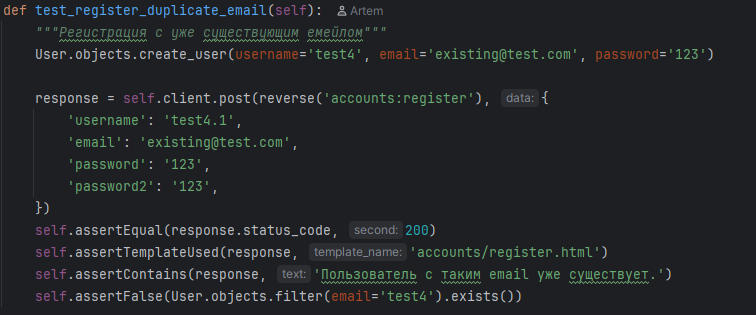 def test_register_duplicate_email(self): Artem
"""Регистрация с уже существующим емейлом"""
User.objects.create_user(username='test4', email='existing@test.com', password='123')
response = self.client.post(reverse('accounts:register'), data: {
'username': 'test4.1',
'email': 'existing@test.com',
'password': '123',
'password2': '123',
})
self.assertEqual(response.status_code, second: 200)
self.assertTemplateUsed(response, template_name: 'accounts/register.html')
self.assertContains(response, text: 'Пользователь с таким email уже существует.')
self.assertFalse(User.objects.filter(email='test4').exists())